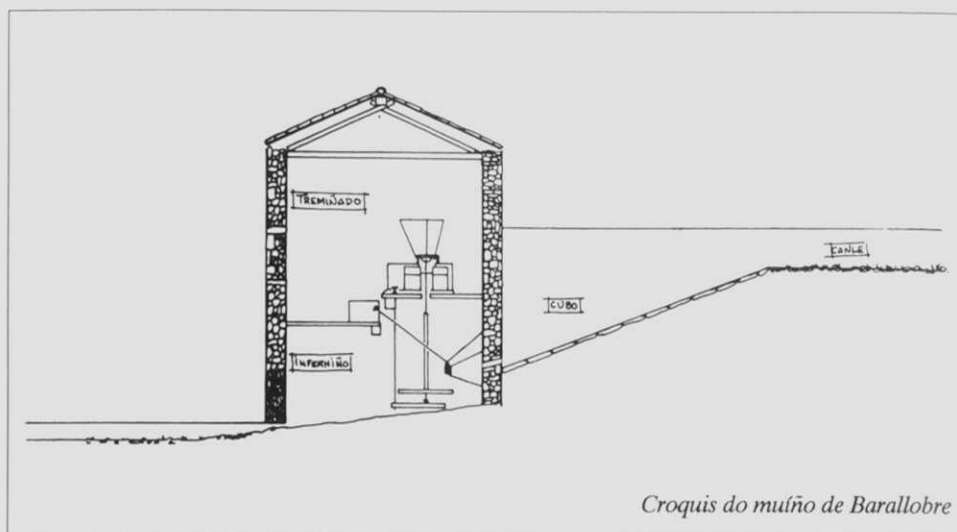 TREMIÑADO
CANLE
CUBO
INFERNIÑO
Croquis do muíño de Barallobre